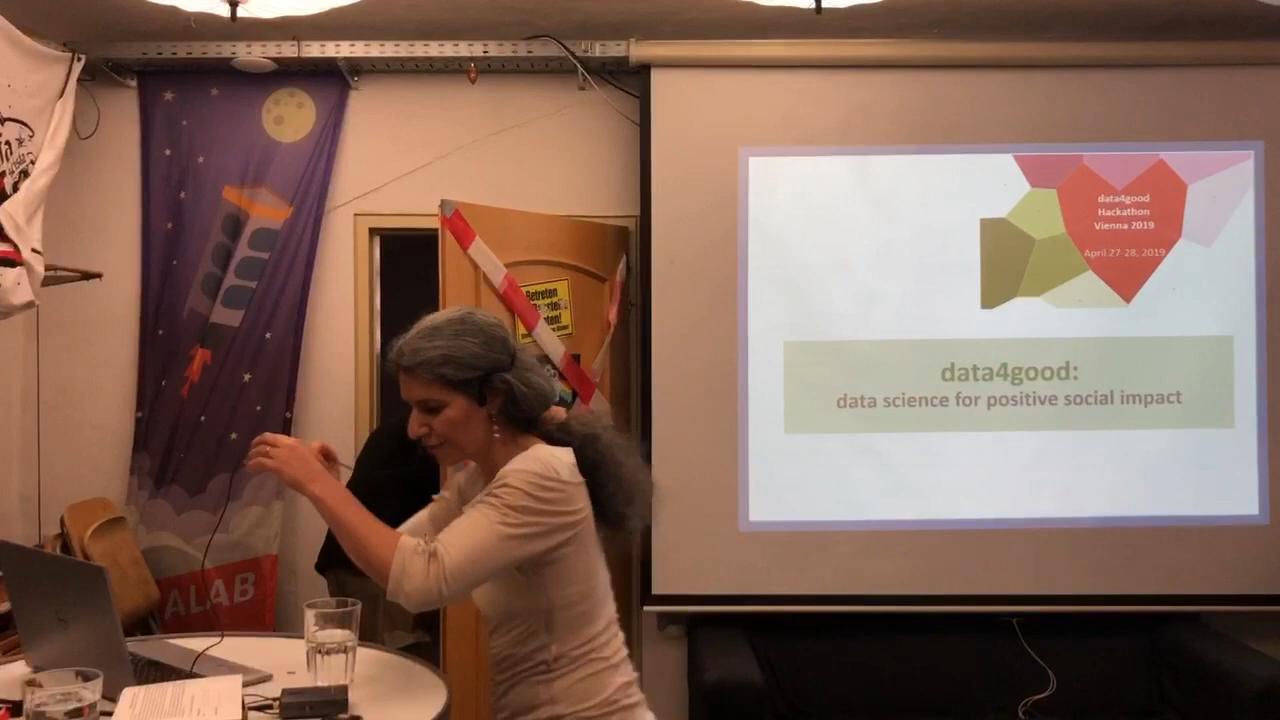 data4good
Hackathon
Vienna 2019
April 27-28, 2019
data4good:
data science for positive social impact
Betreten
ALAB